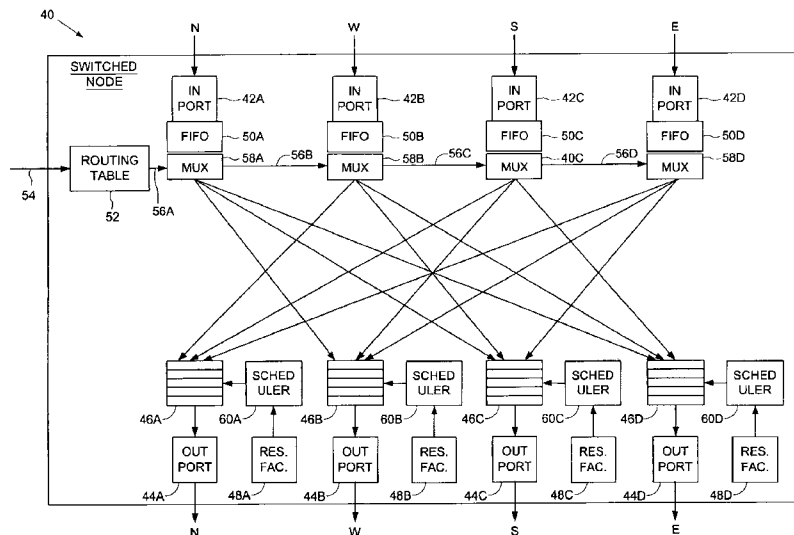 40
N W S E
SWITCHED
NODE
IN
PORT
42A
IN
PORT
42B
IN
PORT
42C
IN
PORT
42D
FIFO
50A
FIFO
50B
FIFO
50C
FIFO
50D
54
ROUTING
TABLE
52
56A
MUX
58A
56B
MUX
58B
56C
MUX
40C
56D
MUX
58D
46A
SCHED
ULER
60A
46B
SCHED
ULER
60B
46C
SCHED
ULER
60C
46D
SCHED
ULER
60D
OUT
PORT
44A
RES.
FAC.
48A
OUT
PORT
44B
RES.
FAC.
48B
OUT
PORT
44C
RES.
FAC.
48C
OUT
PORT
44D
RES.
FAC.
48D
N W S E